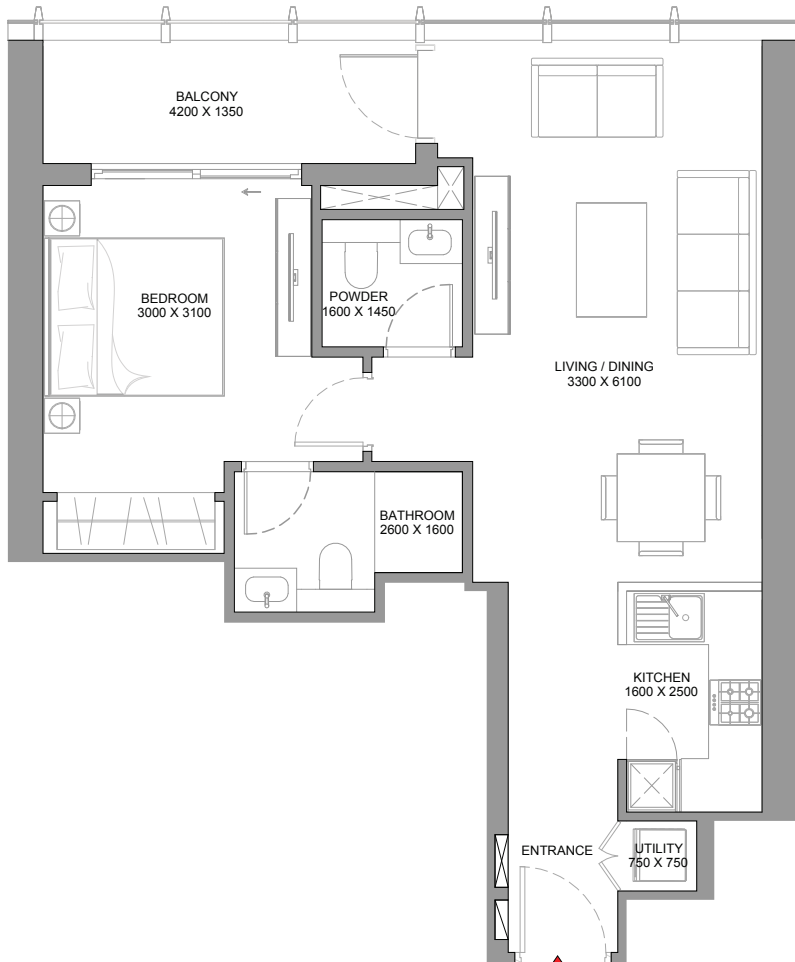 BALCONY
4200 X 1350
BEDROOM
3000 X 3100
POWDER
1600 X 1450
LIVING / DINING
3300 X 6100
BATHROOM
2600 X 1600
KITCHEN
1600 X 2500
ENTRANCE
UTILITY
750 X 750